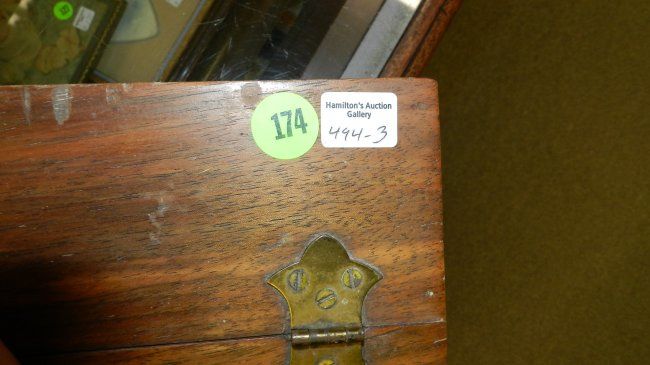 174
Hamilton's Auction
Gallery
494-3